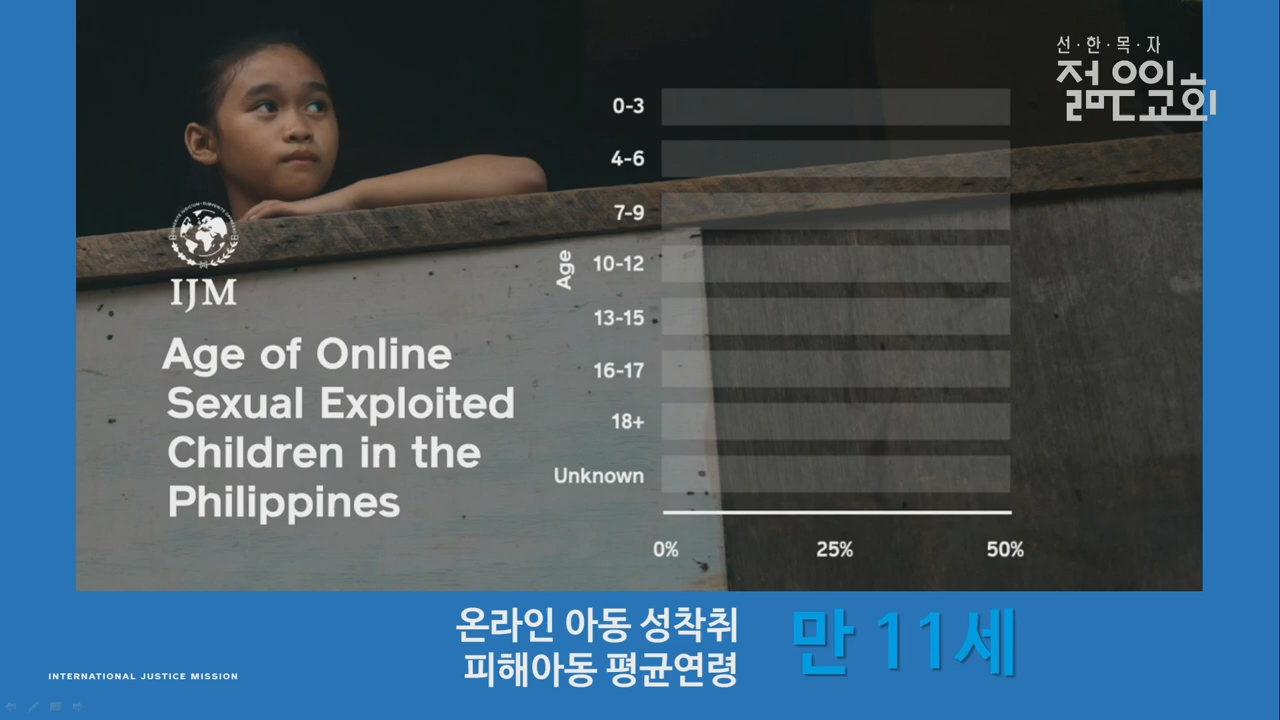 선·한·목·자
젊은이교회
0-3
4-6
7-9
10-12
13-15
16-17
18+
Unknown
Age
0%
25%
50%
IJM
Age of Online
Sexual Exploited
Children in the
Philippines
온라인 아동 성착취
피해아동 평균연령
만 11세
INTERNATIONAL JUSTICE MISSION